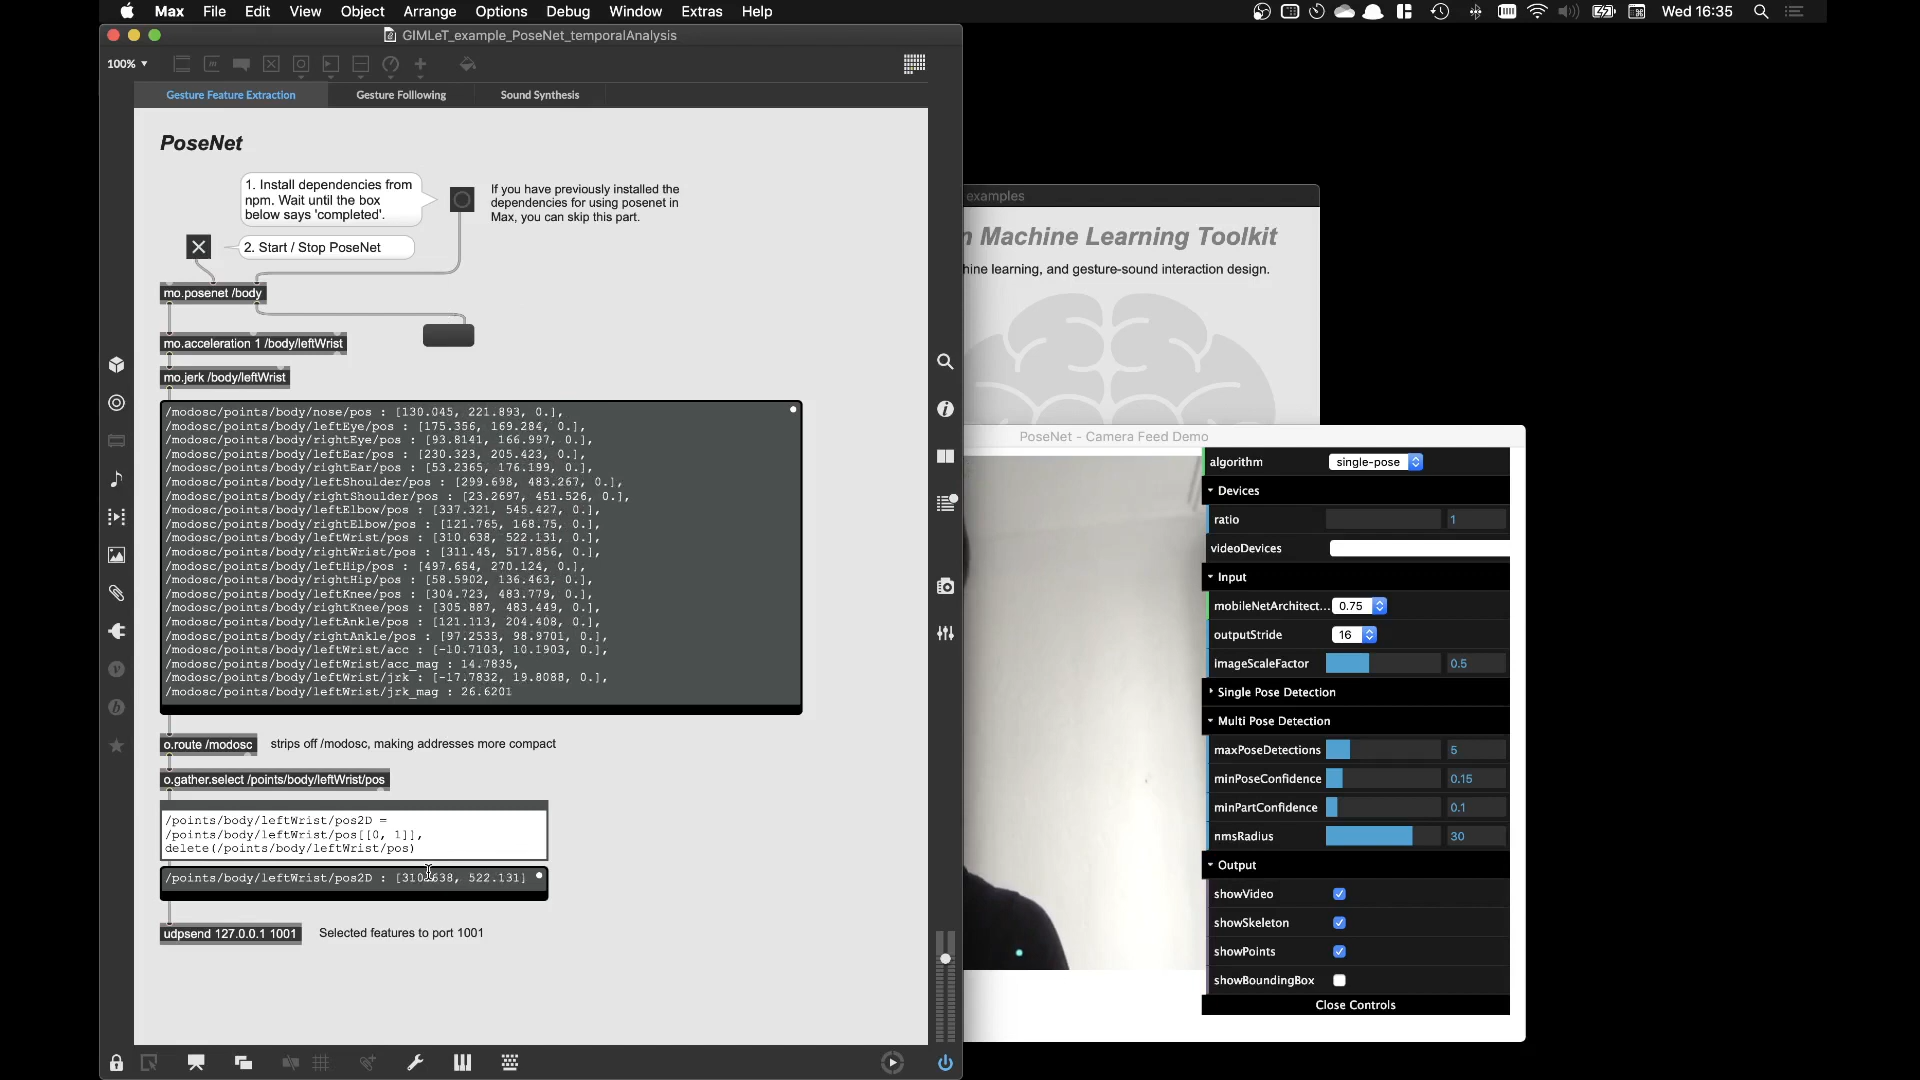 Max File Edit View Object Arrange Options Debug Window Extras Help
Wed 16:35
GIMLeT_example_PoseNet_temporalAnalysis
100%
Gesture Feature Extraction
Gesture Folllowing
Sound Synthesis
PoseNet
1. Install dependencies from
npm. Wait until the box
below says 'completed'.
If you have previously installed the
dependencies for using posenet in
Max, you can skip this part.
2. Start / Stop PoseNet
mo.posenet /body
mo.acceleration 1 /body/leftWrist
mo.jerk /body/leftWrist
/modosc/points/body/nose/pos : [130.045, 221.893, 0.],
/modosc/points/body/leftEye/pos : [175.356, 169.284, 0.],
/modosc/points/body/rightEye/pos : [93.8141, 166.997, 0.],
/modosc/points/body/leftEar/pos : [230.323, 205.423, 0.],
/modosc/points/body/rightEar/pos : [53.2365, 176.199, 0.],
/modosc/points/body/leftShoulder/pos : [299.698, 483.267, 0.],
/modosc/points/body/rightShoulder/pos : [23.2697, 451.526, 0.],
/modosc/points/body/leftElbow/pos : [337.321, 545.427, 0.],
/modosc/points/body/rightElbow/pos : [121.765, 168.75, 0.],
/modosc/points/body/leftWrist/pos : [310.638, 522.131, 0.],
/modosc/points/body/rightWrist/pos : [311.45, 517.856, 0.],
/modosc/points/body/leftHip/pos : [497.654, 270.124, 0.],
/modosc/points/body/rightHip/pos : [58.5902, 136.463, 0.],
/modosc/points/body/leftKnee/pos : [304.723, 483.779, 0.],
/modosc/points/body/rightKnee/pos : [305.887, 483.449, 0.],
/modosc/points/body/leftAnkle/pos : [121.113, 204.408, 0.],
/modosc/points/body/rightAnkle/pos : [97.2533, 98.9701, 0.],
/modosc/points/body/leftWrist/acc : [-10.7103, 10.1903, 0.],
/modosc/points/body/leftWrist/acc_mag : 14.7835,
/modosc/points/body/leftWrist/jrk : [-17.7832, 19.8088, 0.],
/modosc/points/body/leftWrist/jrk_mag : 26.6201
o.route /modosc
strips off /modosc, making addresses more compact
o.gather.select /points/body/leftWrist/pos
/points/body/leftWrist/pos2D =
/points/body/leftWrist/pos[[0, 1]],
delete(/points/body/leftWrist/pos)
/points/body/leftWrist/pos2D : [310.638, 522.131]
udpsend 127.0.0.1 1001
Selected features to port 1001
examples
n Machine Learning Toolkit
hine learning, and gesture-sound interaction design.
PoseNet - Camera Feed Demo
algorithm single-pose
Devices
ratio 1
videoDevices
Input
mobileNetArchitect... 0.75
outputStride 16
imageScaleFactor 0.5
Single Pose Detection
Multi Pose Detection
maxPoseDetections 5
minPoseConfidence 0.15
minPartConfidence 0.1
nmsRadius 30
Output
showVideo
showSkeleton
showPoints
showBoundingBox
Close Controls